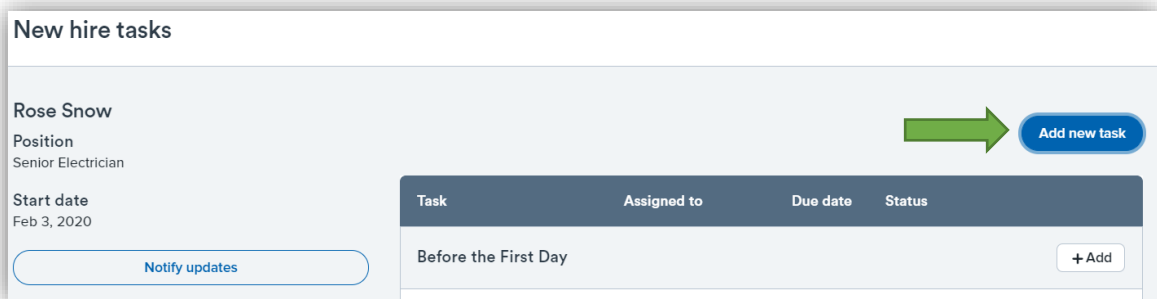 New hire tasks
Rose Snow
Position
Senior Electrician
Start date
Feb 3, 2020
Notify updates
Add new task
Task Assigned to Due date Status
Before the First Day +Add